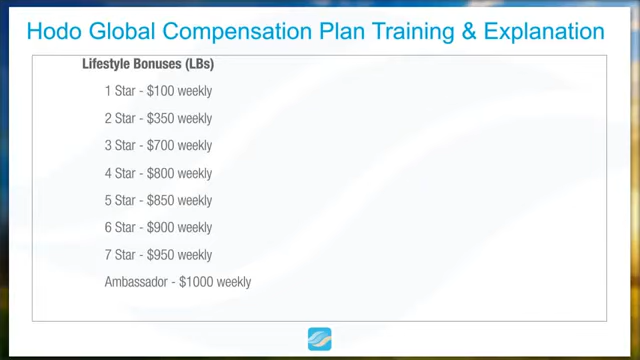 Hodo Global Compensation Plan Training & Explanation
Lifestyle Bonuses (LBs)
1 Star - $100 weekly
2 Star - $350 weekly
3 Star - $700 weekly
4 Star - $800 weekly
5 Star - $850 weekly
6 Star - $900 weekly
7 Star - $950 weekly
Ambassador - $1000 weekly